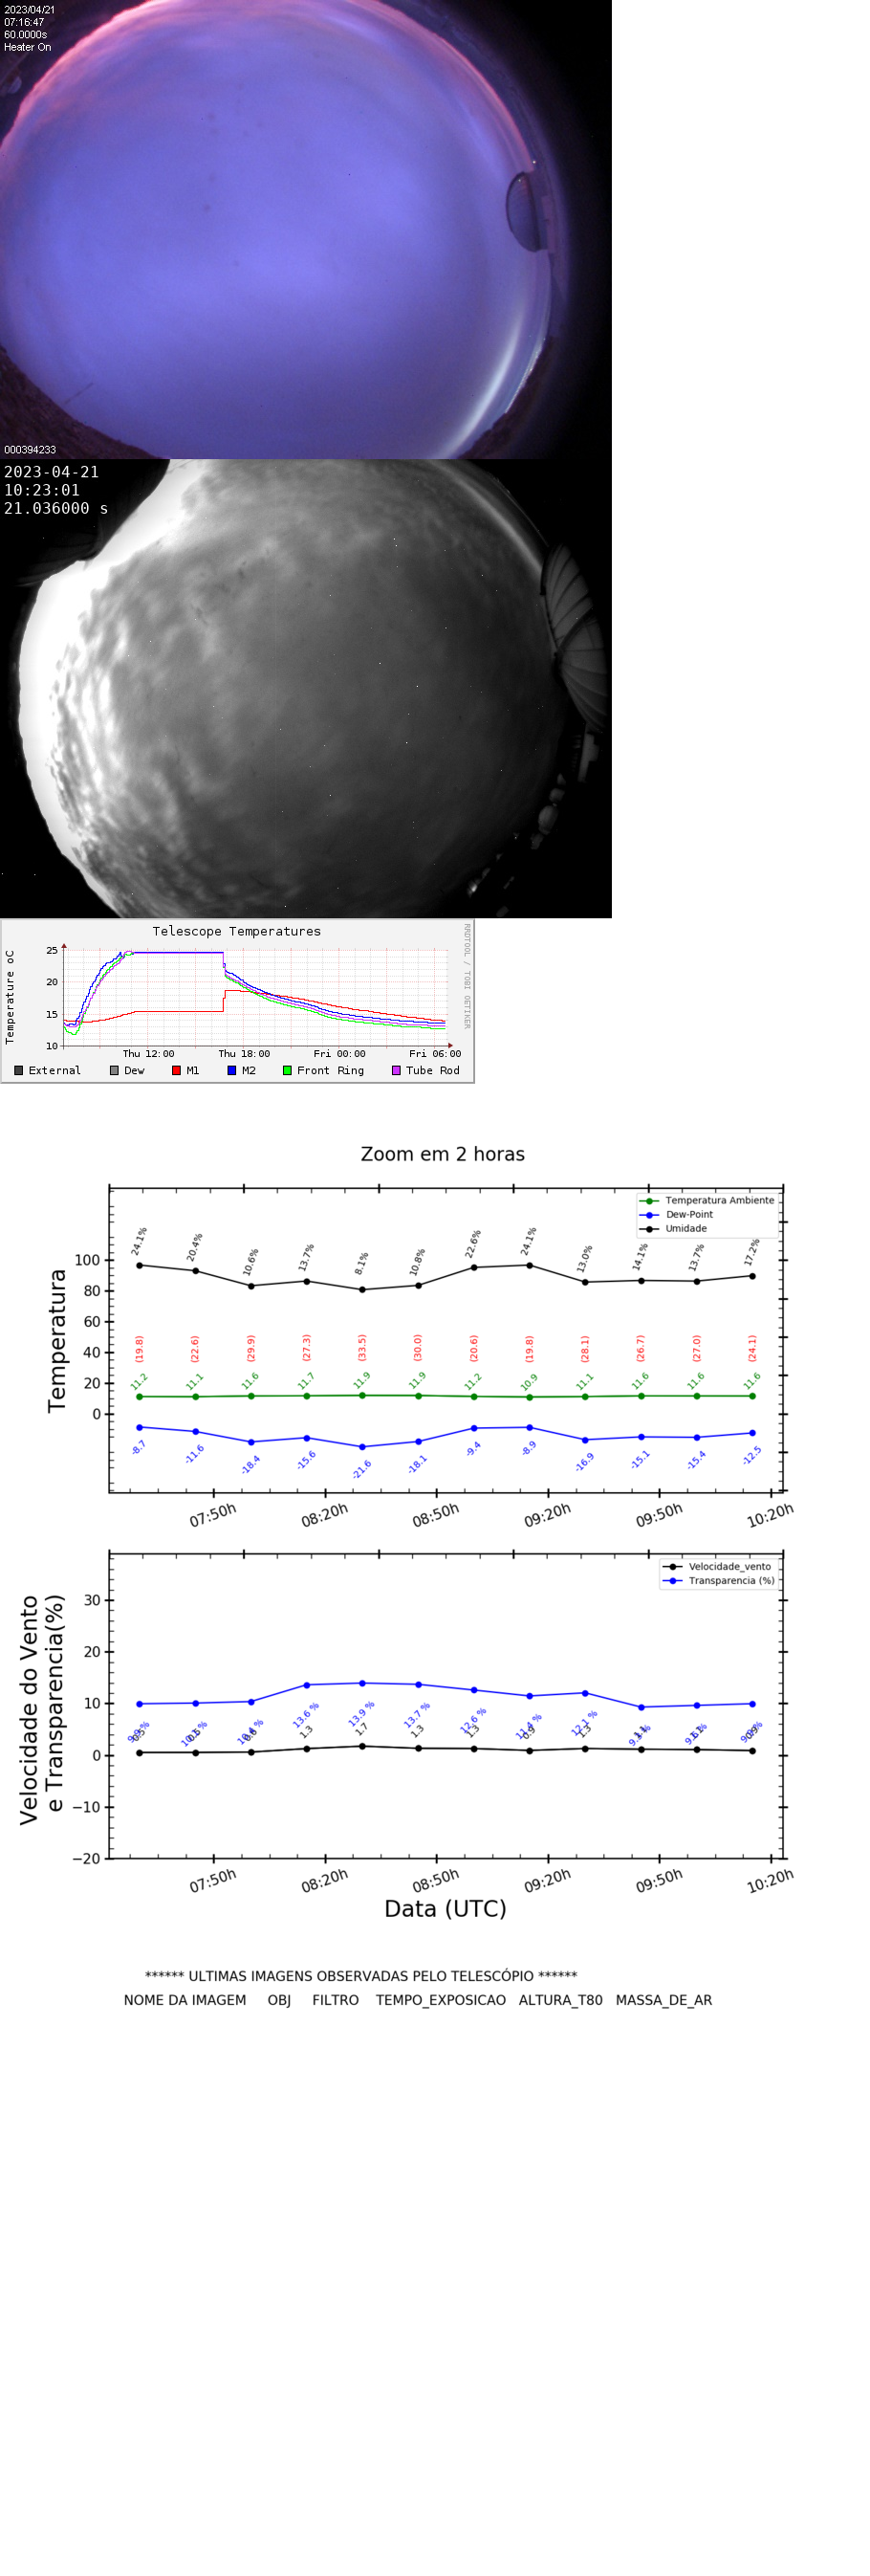 2023/04/21
07:16:47
60.0000s
Heater On
000394233
2023-04-21
10:23:01
21.036000 s
Telescope Temperatures
RRDTOOL / TOBI OETIKER
Temperature oC
25
20
15
10
Thu 12:00 Thu 18:00 Fri 00:00 Fri 06:00
External Dew M1 M2 Front Ring Tube Rod
Zoom em 2 horas
Temperatura Ambiente
Dew-Point
Umidade
Temperatura
100
80
60
40
20
0
24.1% 20.4% 10.6% 13.7% 8.1% 10.8% 22.6% 24.1% 13.0% 14.1% 13.7% 17.2%
(19.8) (22.6) (29.9) (27.3) (33.5) (30.0) (20.6) (19.8) (28.1) (26.7) (27.0) (24.1)
11.2 11.1 11.6 11.7 11.9 11.9 11.2 10.9 11.1 11.6 11.6 11.6
-8.7 -11.6 -18.4 -15.6 -21.6 -18.1 -9.4 -8.9 -16.9 -15.1 -15.4 -12.5
07:50h 08:20h 08:50h 09:20h 09:50h 10:20h
Velocidade_vento
Transparencia (%)
Velocidade do Vento
e Transparencia(%)
30
20
10
0
−10
−20
13.6 % 13.9 % 13.7 % 12.6 % 12.1 %
1.3 1.7 1.3 1.3
07:50h 08:20h 08:50h 09:20h 09:50h 10:20h
Data (UTC)
****** ULTIMAS IMAGENS OBSERVADAS PELO TELESCÓPIO ******
NOME DA IMAGEM OBJ FILTRO TEMPO_EXPOSICAO ALTURA_T80 MASSA_DE_AR